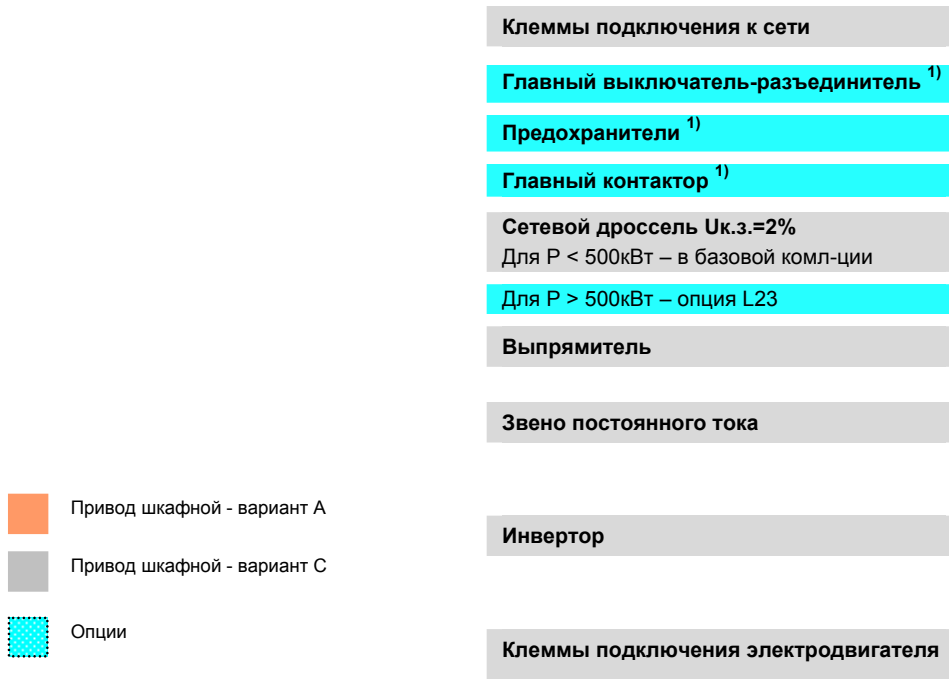 Клеммы подключения к сети
Главный выключатель-разъединитель 1)
Предохранители 1)
Главный контактор 1)
Сетевой дроссель Uк.з.=2%
Для P < 500кВт – в базовой комл-ции
Для P > 500кВт – опция L23
Выпрямитель
Звено постоянного тока
Привод шкафной - вариант A
Инвертор
Привод шкафной - вариант C
Опции
Клеммы подключения электродвигателя